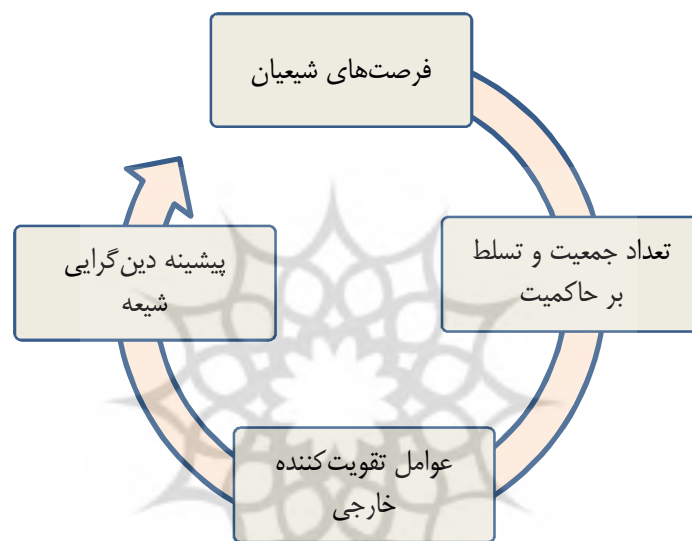 فرصت‌های شیعیان
تعداد جمعیت و تسلط
بر حاکمیت
عوامل تقویت‌کننده
خارجی
پیشینه دین‌گرایی
شیعه